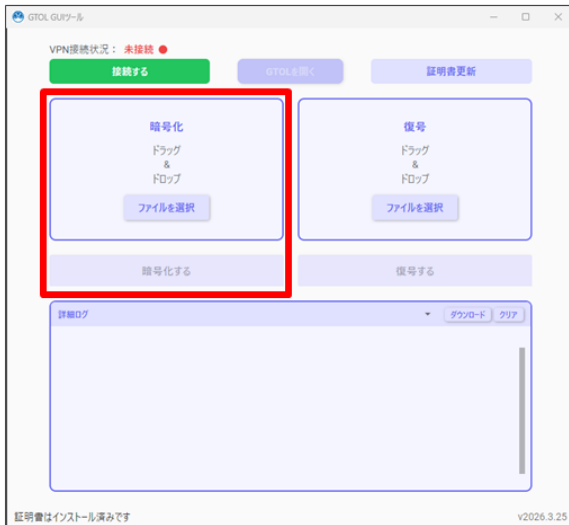 GTOL GUIツール
VPN接続状況： 未接続
接続する
GTOLを開く
証明書更新
暗号化
ドラッグ
&
ドロップ
ファイルを選択
復号
ドラッグ
&
ドロップ
ファイルを選択
暗号化する
復号する
詳細ログ
ダウンロード
クリア
証明書はインストール済みです
v2026.3.25